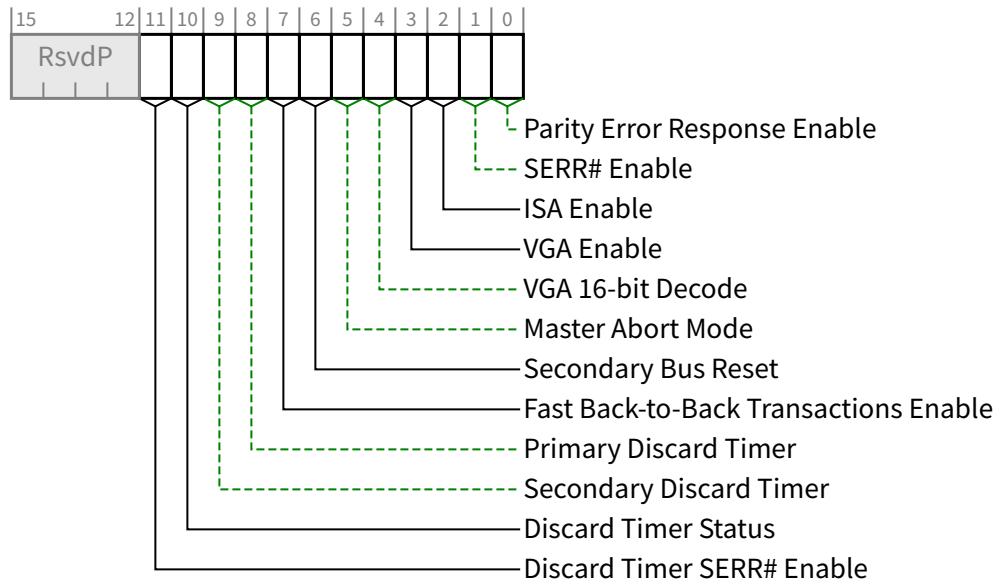 15 12 11 10 9 8 7 6 5 4 3 2 1 0
RsvdP
Parity Error Response Enable
SERR# Enable
ISA Enable
VGA Enable
VGA 16-bit Decode
Master Abort Mode
Secondary Bus Reset
Fast Back-to-Back Transactions Enable
Primary Discard Timer
Secondary Discard Timer
Discard Timer Status
Discard Timer SERR# Enable